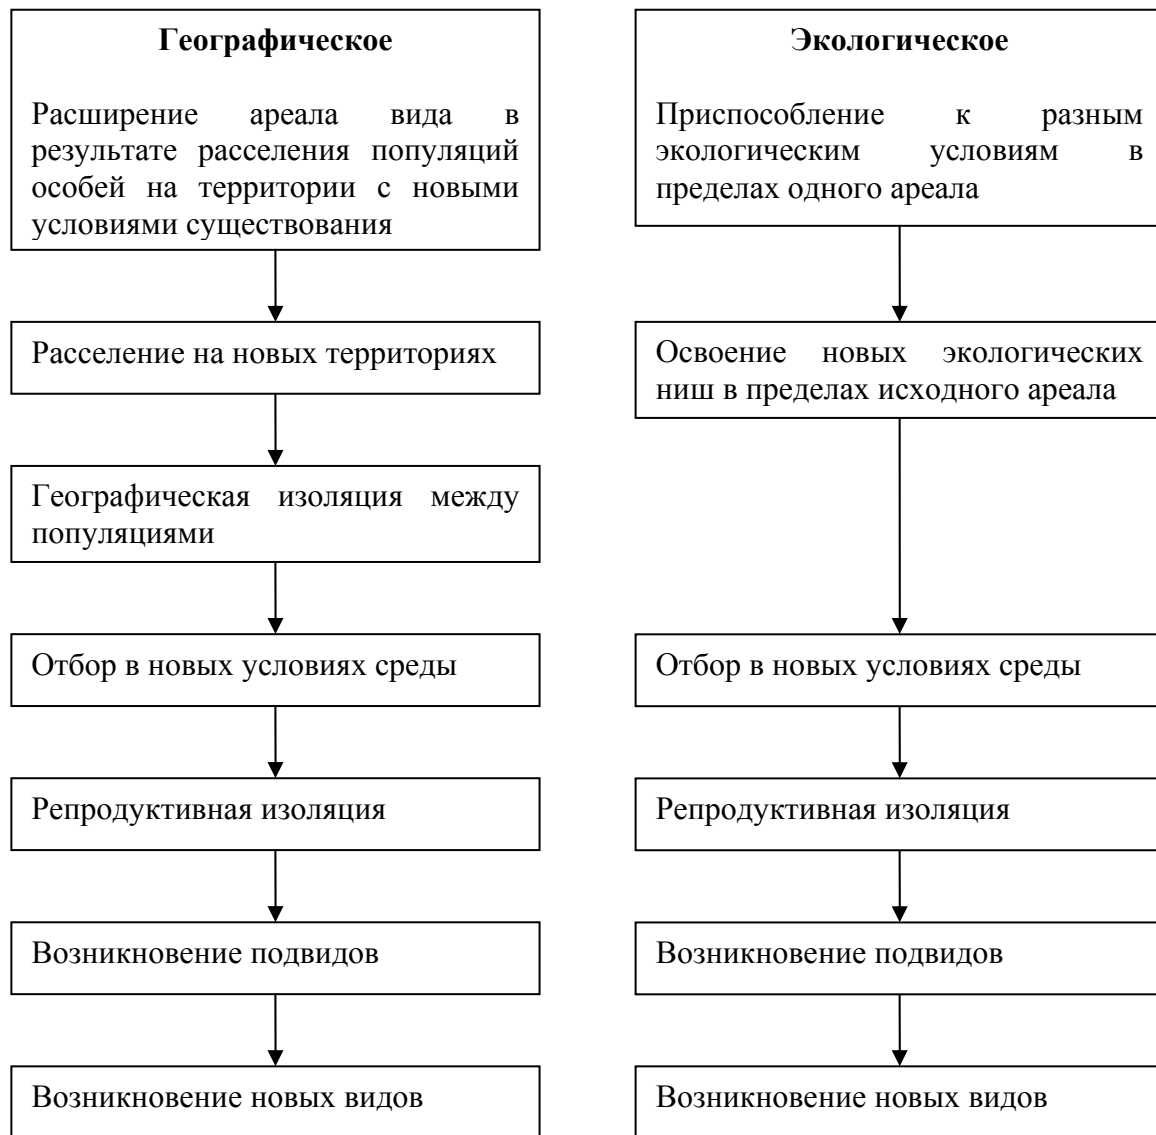 Географическое
Расширение ареала вида в
результате расселения популяций
особей на территории с новыми
условиями существования
Расселение на новых территориях
Географическая изоляция между
популяциями
Отбор в новых условиях среды
Репродуктивная изоляция
Возникновение подвидов
Возникновение новых видов
Экологическое
Приспособление к разным
экологическим условиям в
пределах одного ареала
Освоение новых экологических
ниш в пределах исходного ареала
Отбор в новых условиях среды
Репродуктивная изоляция
Возникновение подвидов
Возникновение новых видов